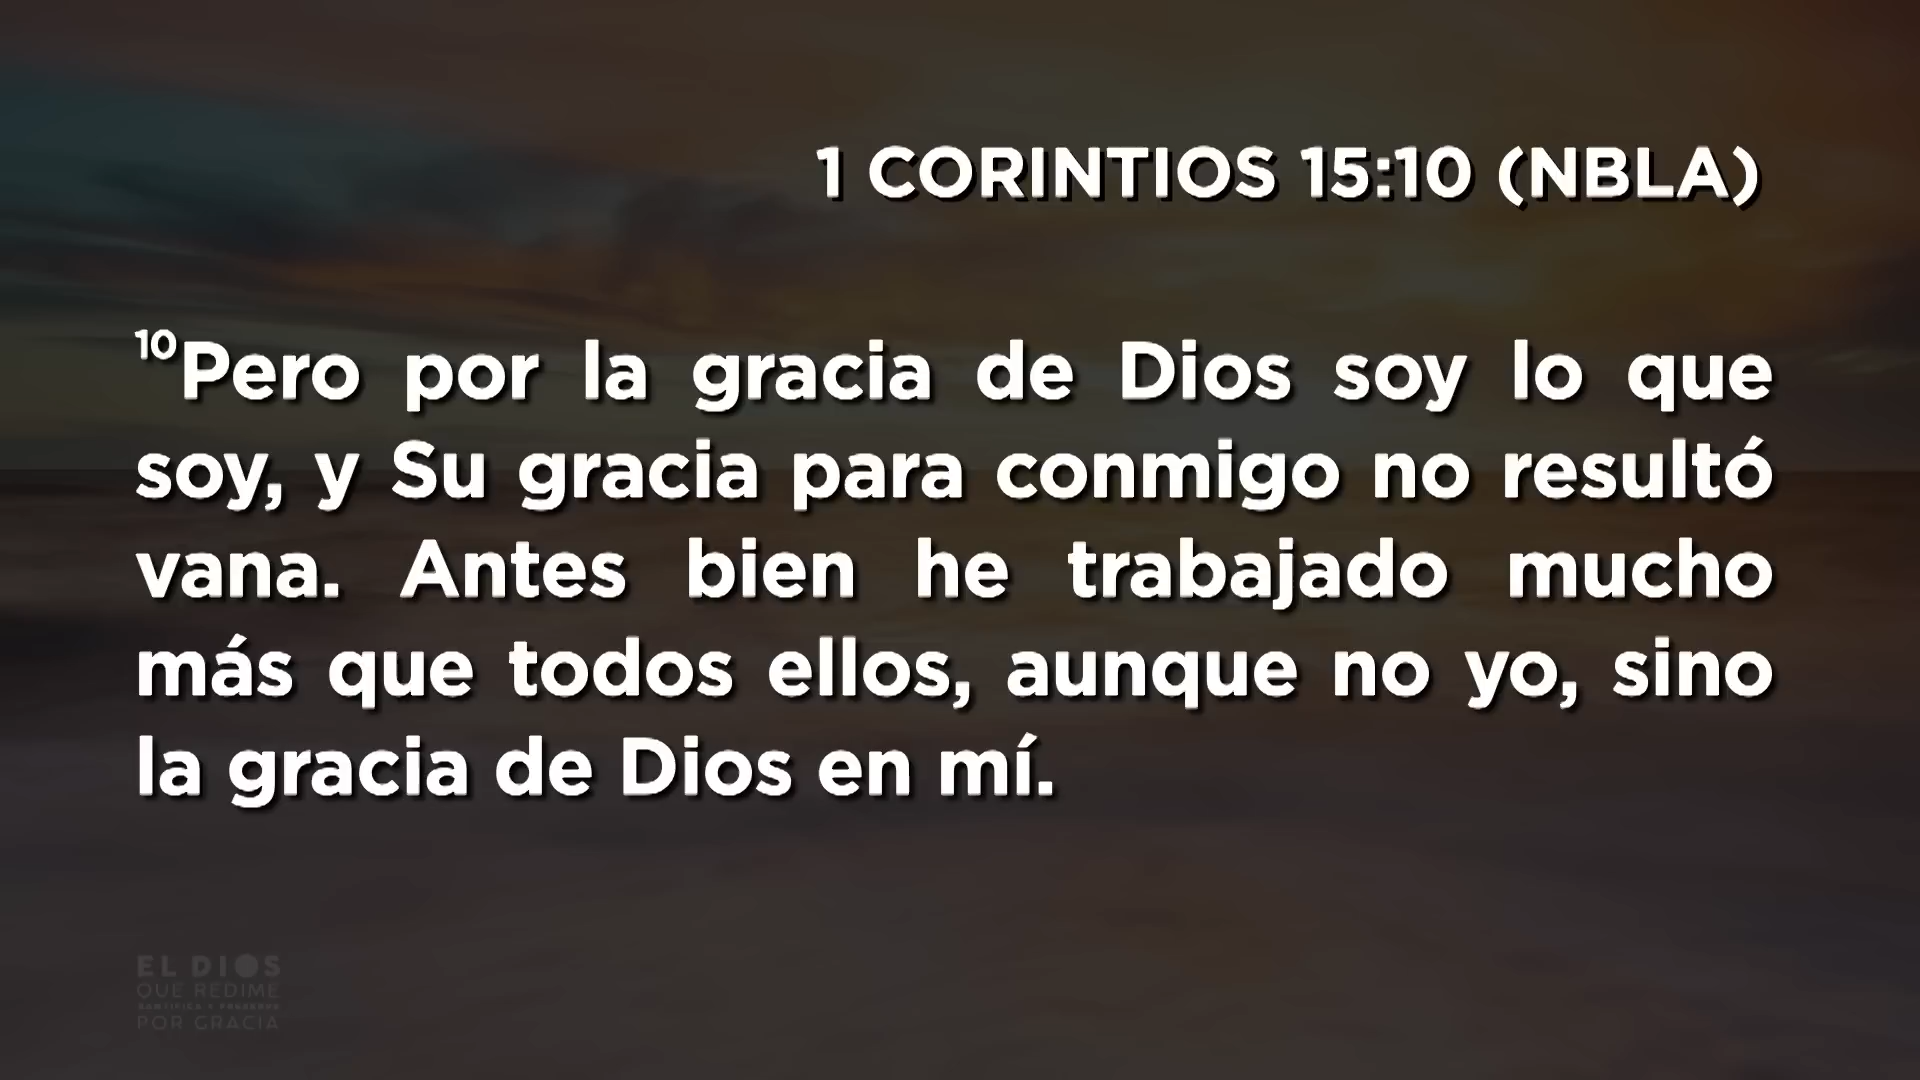 1 CORINTIOS 15:10 (NBLA)
10Pero por la gracia de Dios soy lo que
soy, y Su gracia para conmigo no resultó
vana. Antes bien he trabajado mucho
más que todos ellos, aunque no yo, sino
la gracia de Dios en mí.
EL DIOS
QUE REDIME
POR GRACIA